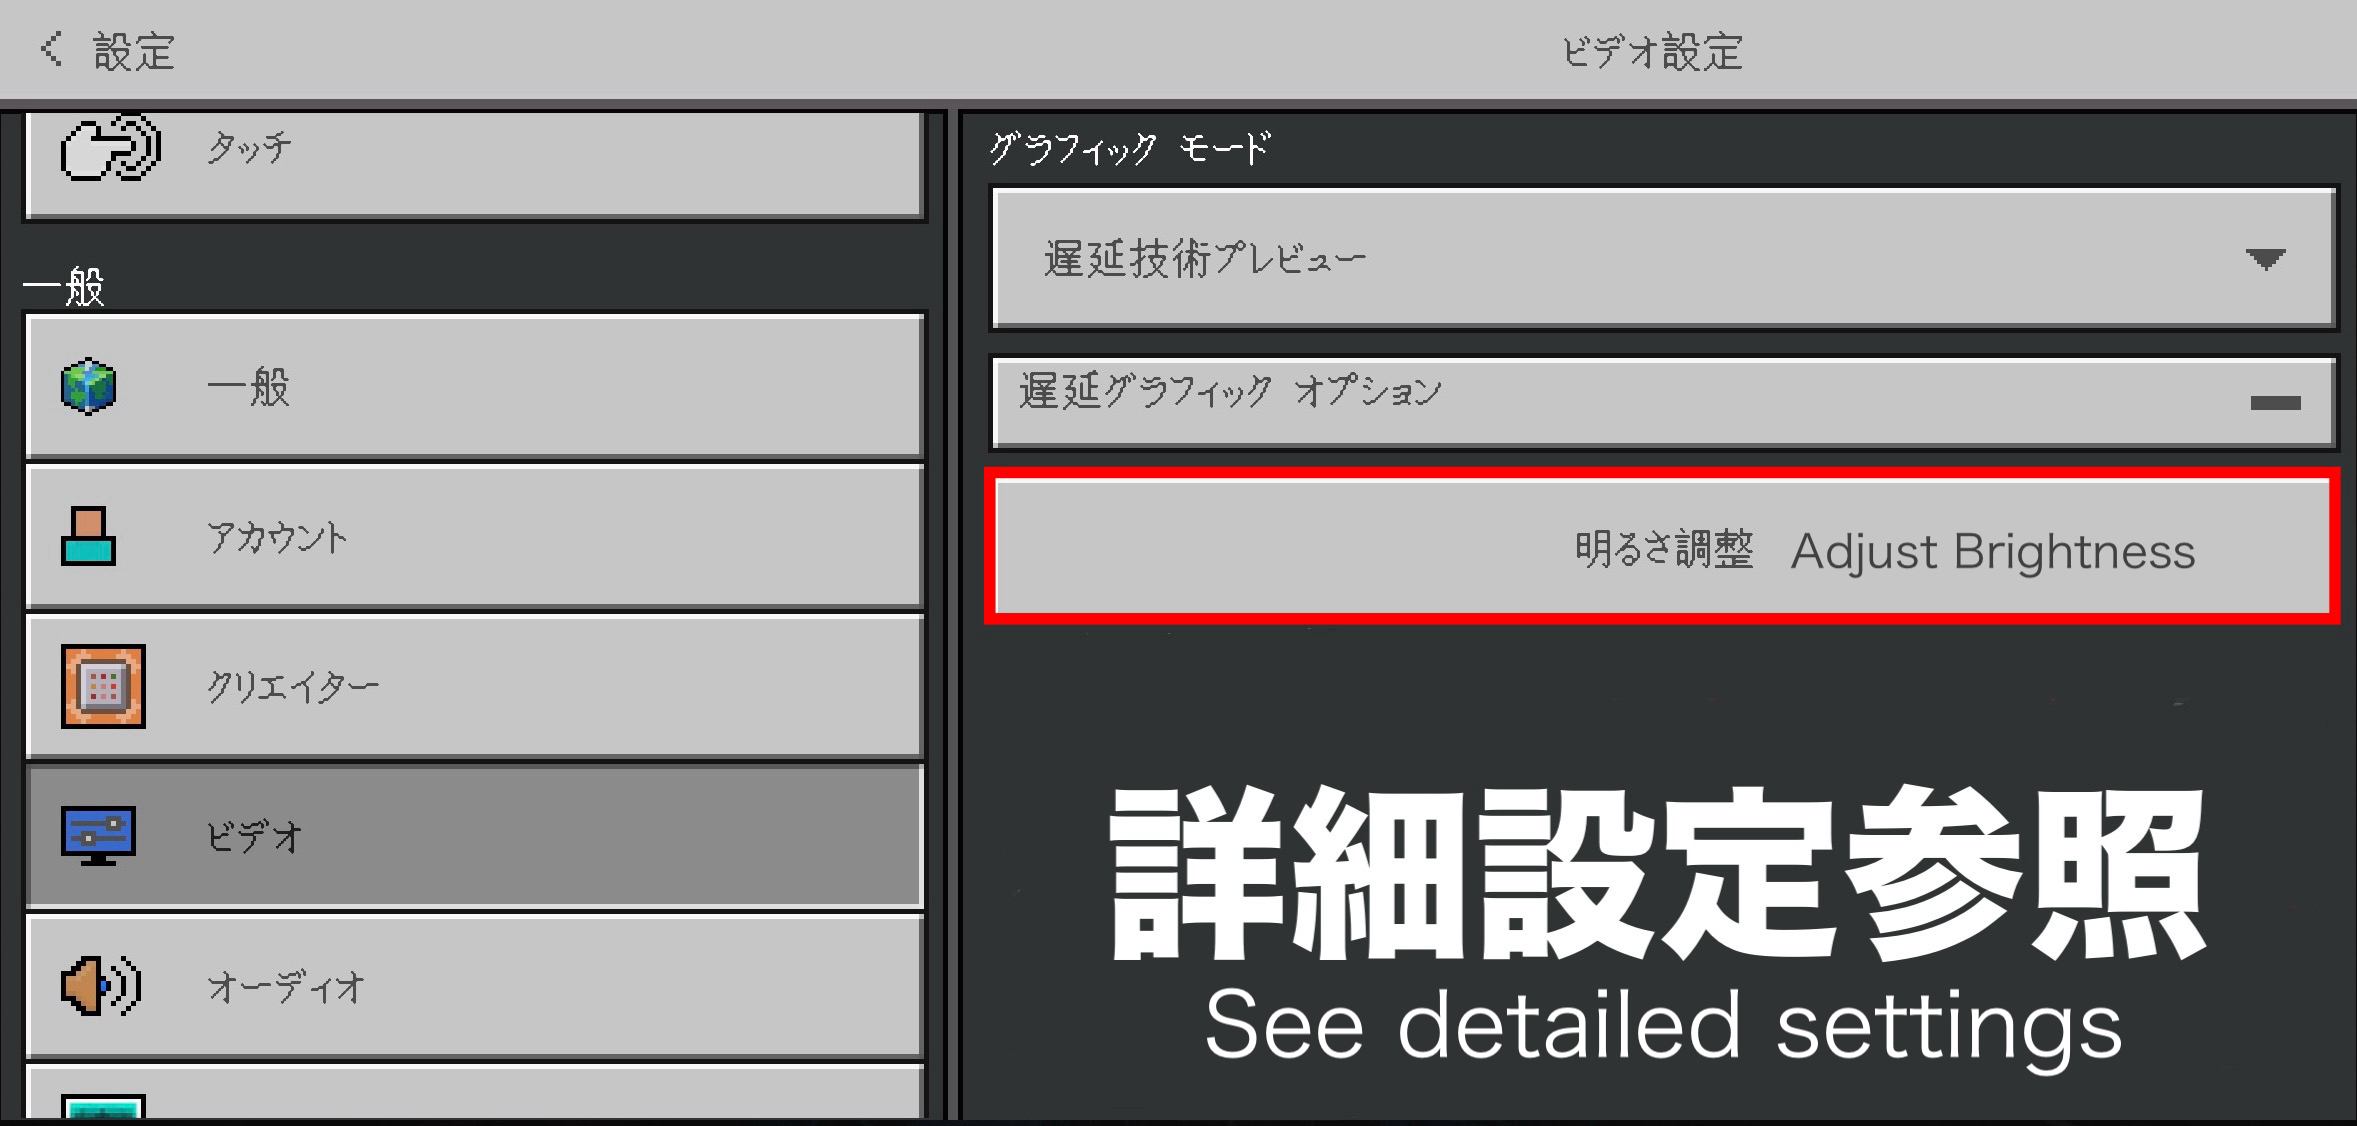 設定
ビデオ設定
タッチ
一般
一般
アカウント
クリエイター
ビデオ
オーディオ
グラフィック モード
遅延技術プレビュー
遅延グラフィック オプション
明るさ調整 Adjust Brightness
詳細設定参照
See detailed settings